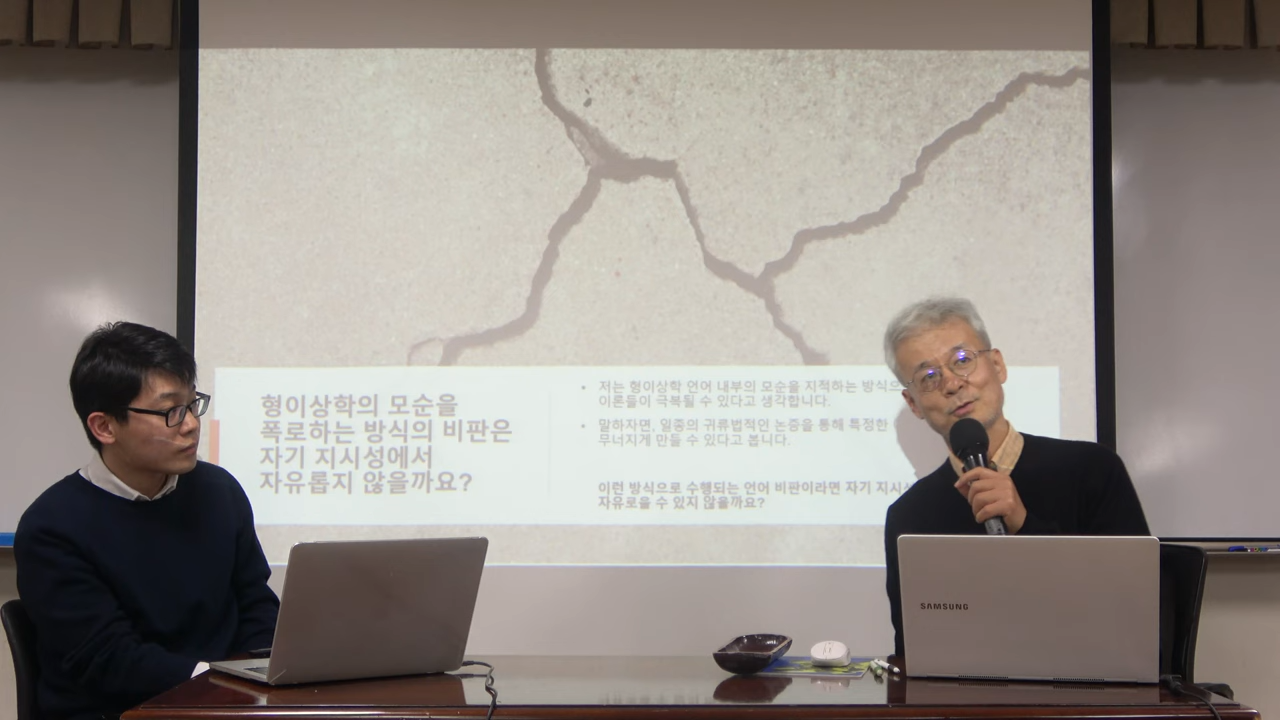 형이상학의 모순을
폭로하는 방식의 비판은
자기 지시성에서
자유롭지 않을까요?
• 저는 형이상학 언어 내부의 모순을 지적하는 방식으
이론들이 극복될 수 있다고 생각합니다.
• 말하자면, 일종의 귀류법적인 논증을 통해 특정한
무너지게 만들 수 있다고 봅니다.
이런 방식으로 수행되는 언어 비판이라면 자기 지시
자유로울 수 있지 않을까요?
SAMSUNG